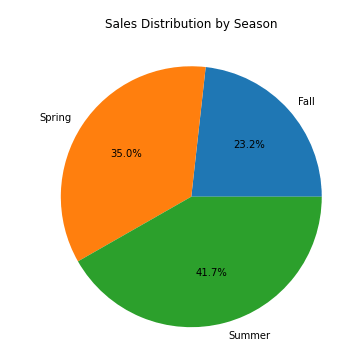 Sales Distribution by Season
Fall
23.2%
Spring
35.0%
41.7%
Summer